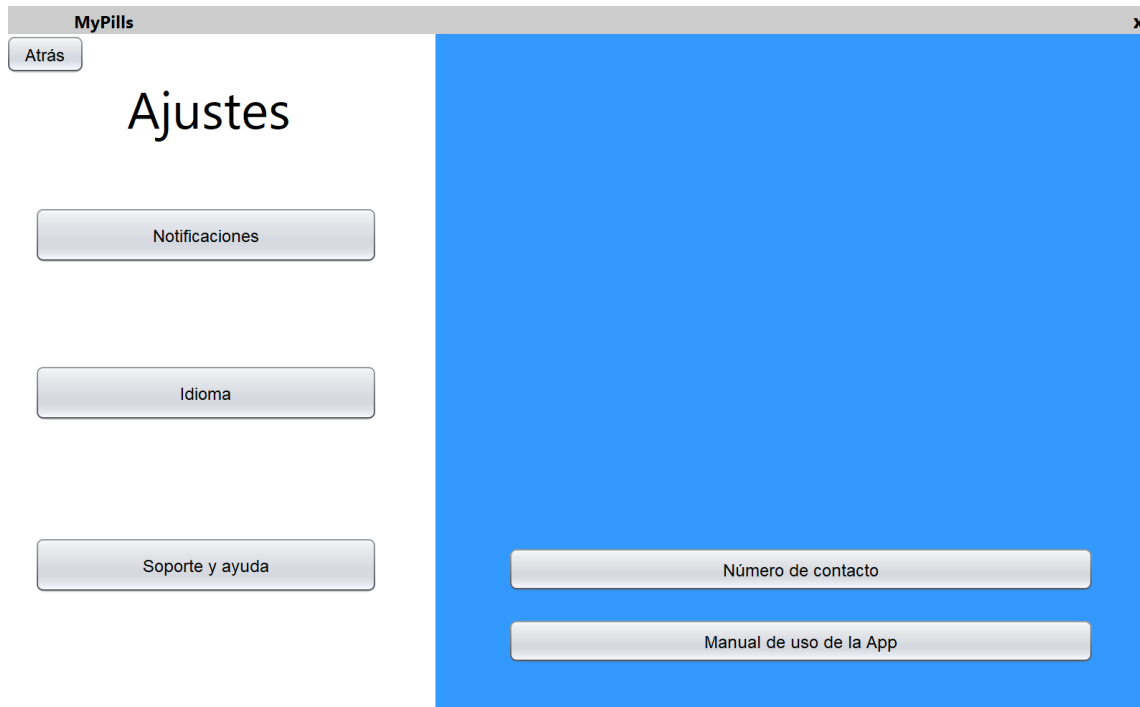 MyPills x
Atrás
Ajustes
Notificaciones
Idioma
Soporte y ayuda
Número de contacto
Manual de uso de la App